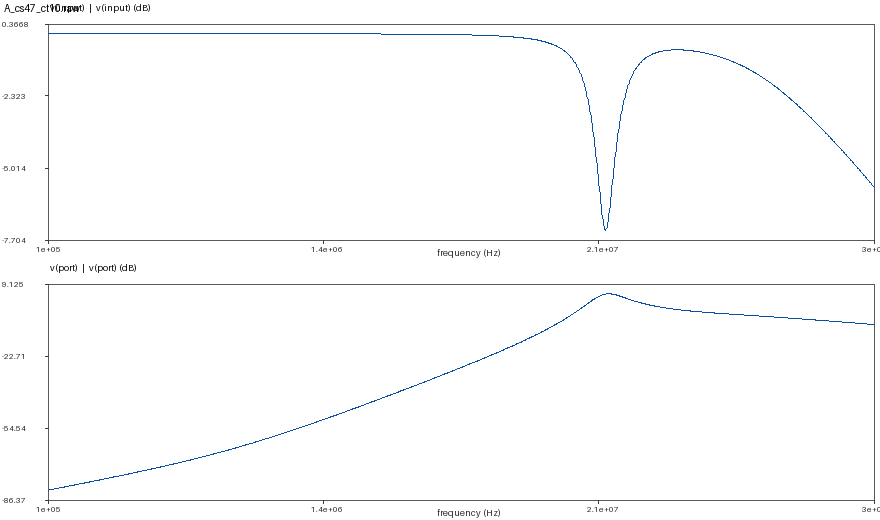 A_cs47_ct10.raw v(input) | v(input) (dB)
0.3668
-2.323
-5.014
-7.704
1e+05 1.4e+06 2.1e+07 3e+0
frequency (Hz)
v(port) | v(port) (dB)
9.125
-22.71
-54.54
-86.37
1e+05 1.4e+06 2.1e+07 3e+0
frequency (Hz)